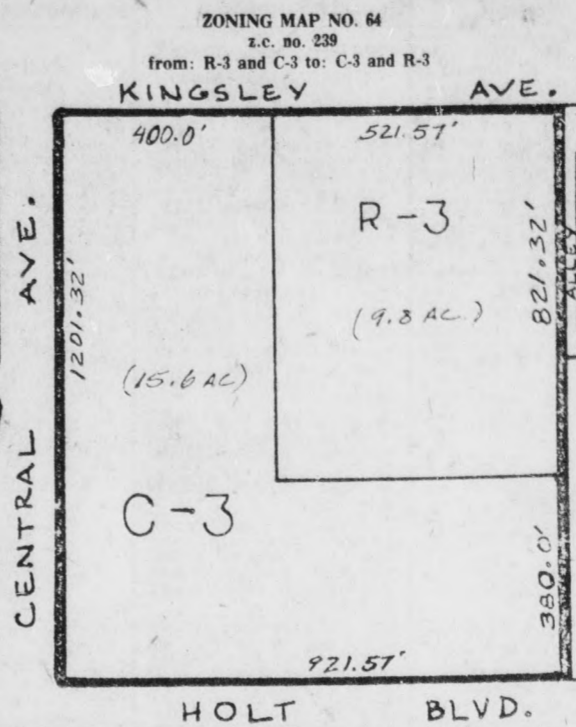 ZONING MAP NO. 64
z.c. no. 239
from: R-3 and C-3 to: C-3 and R-3
KINGSLEY AVE.
400.0'
521.57'
R-3
821.32'
ALLEY
CENTRAL AVE.
1201.32'
(9.8 AC.)
(15.6 AC)
C-3
380.0'
921.57'
HOLT BLVD.